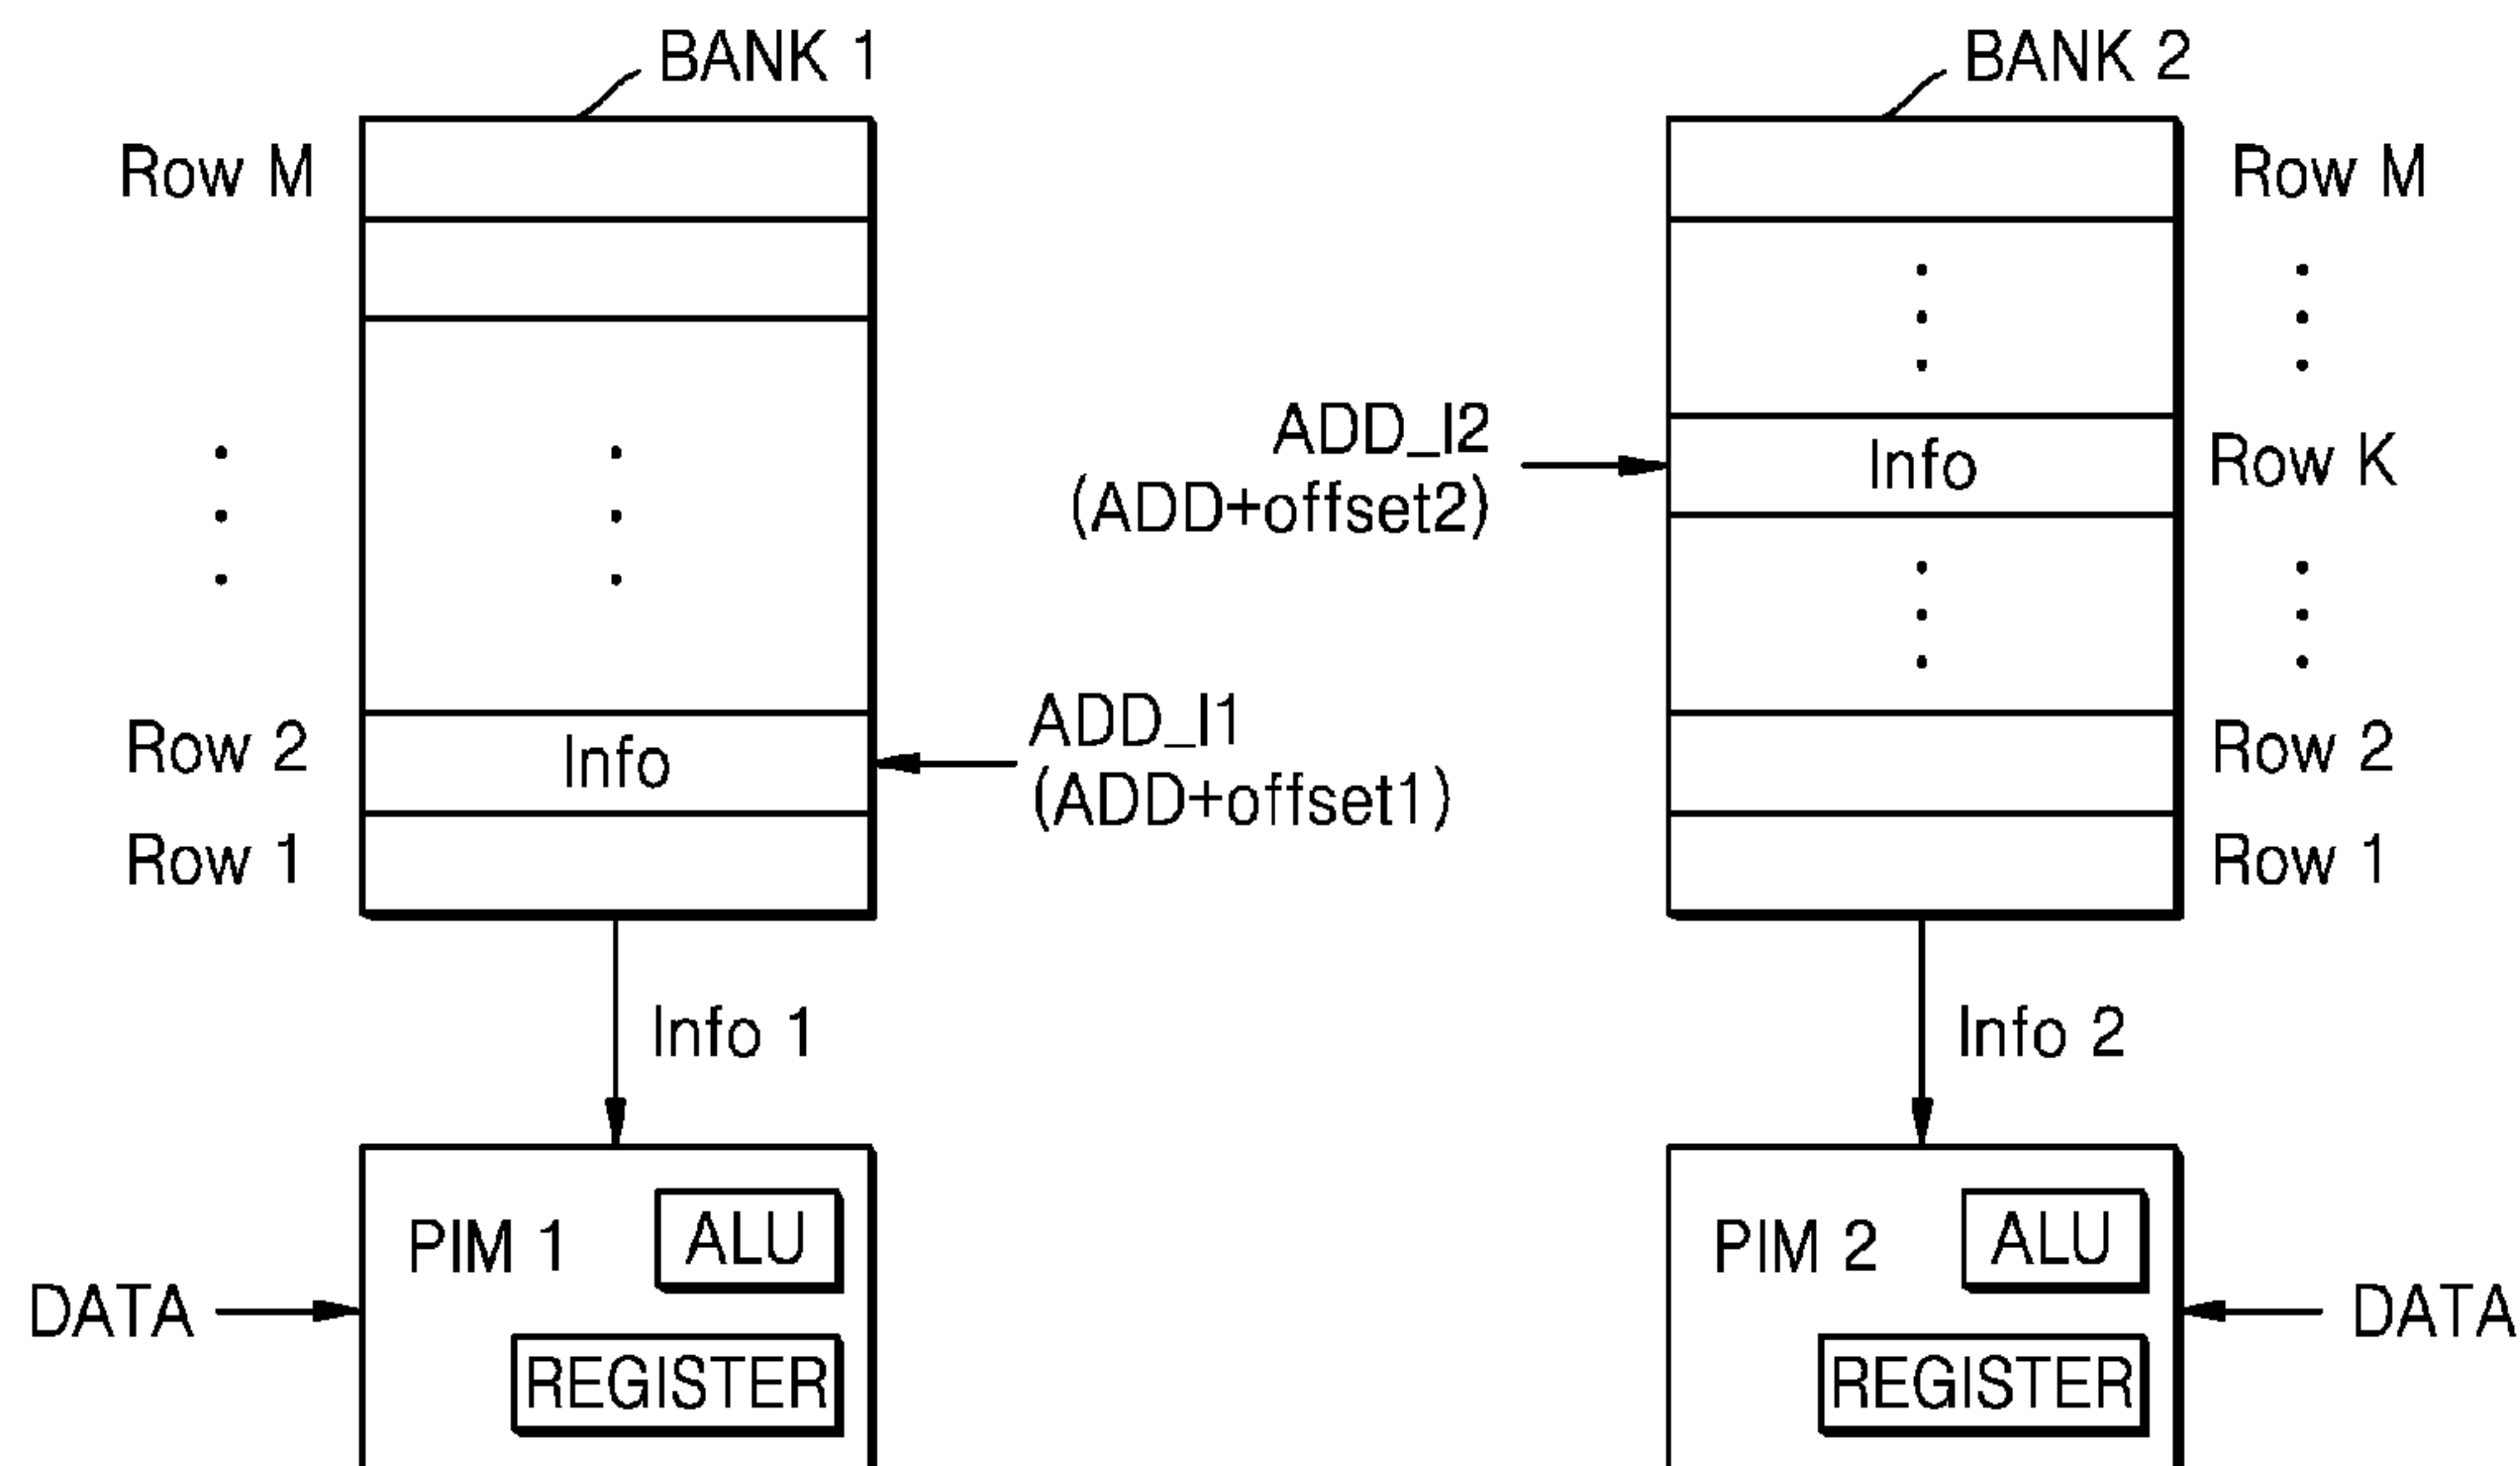 BANK 1
BANK 2
Row M
Row M
ADD_I2
(ADD+offset2)
Info
Row K
Row 2
Info
ADD_I1
(ADD+offset1)
Row 2
Row 1
Row 1
Info 1
Info 2
PIM 1
ALU
PIM 2
ALU
DATA
DATA
REGISTER
REGISTER